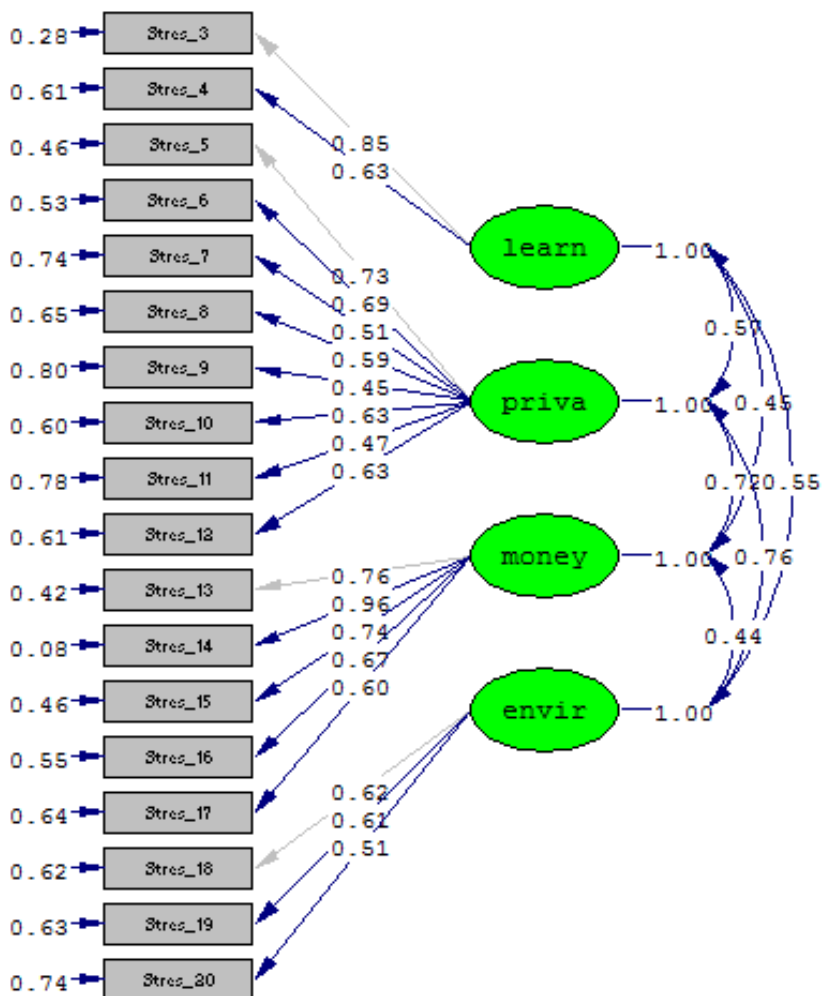 0.28 Stres_3
0.61 Stres_4
0.46 Stres_5
0.53 Stres_6
0.74 Stres_7
0.65 Stres_8
0.80 Stres_9
0.60 Stres_10
0.78 Stres_11
0.61 Stres_12
0.42 Stres_13
0.08 Stres_14
0.46 Stres_15
0.55 Stres_16
0.64 Stres_17
0.62 Stres_18
0.63 Stres_19
0.74 Stres_20
0.85
0.63
0.73
0.69
0.51
0.59
0.45
0.63
0.47
0.63
0.76
0.96
0.74
0.67
0.60
0.62
0.61
0.51
learn 1.00
priva 1.00
money 1.00
envir 1.00
0.57
0.45
0.72 0.55
0.76
0.44